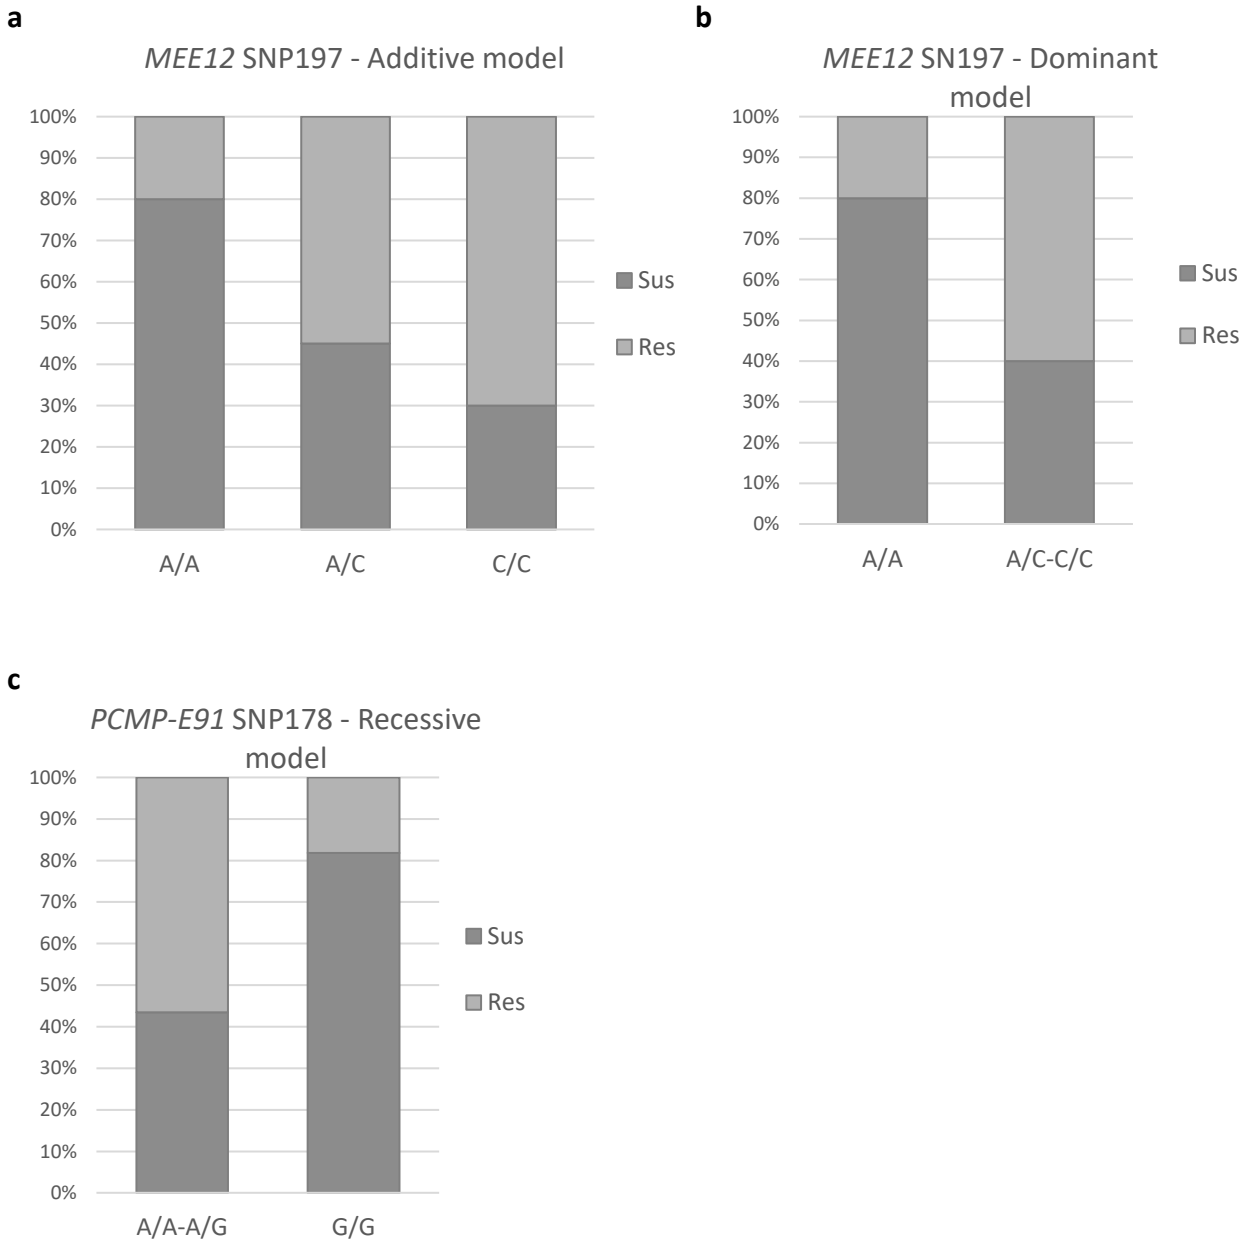 a
MEE12 SNP197 - Additive model
100%
90%
80%
70%
60%
50%
40%
30%
20%
10%
0%
A/A A/C C/C
Sus
Res
b
MEE12 SN197 - Dominant
model
100%
90%
80%
70%
60%
50%
40%
30%
20%
10%
0%
A/A A/C-C/C
Sus
Res
c
PCMP-E91 SNP178 - Recessive
model
100%
90%
80%
70%
60%
50%
40%
30%
20%
10%
0%
A/A-A/G G/G
Sus
Res